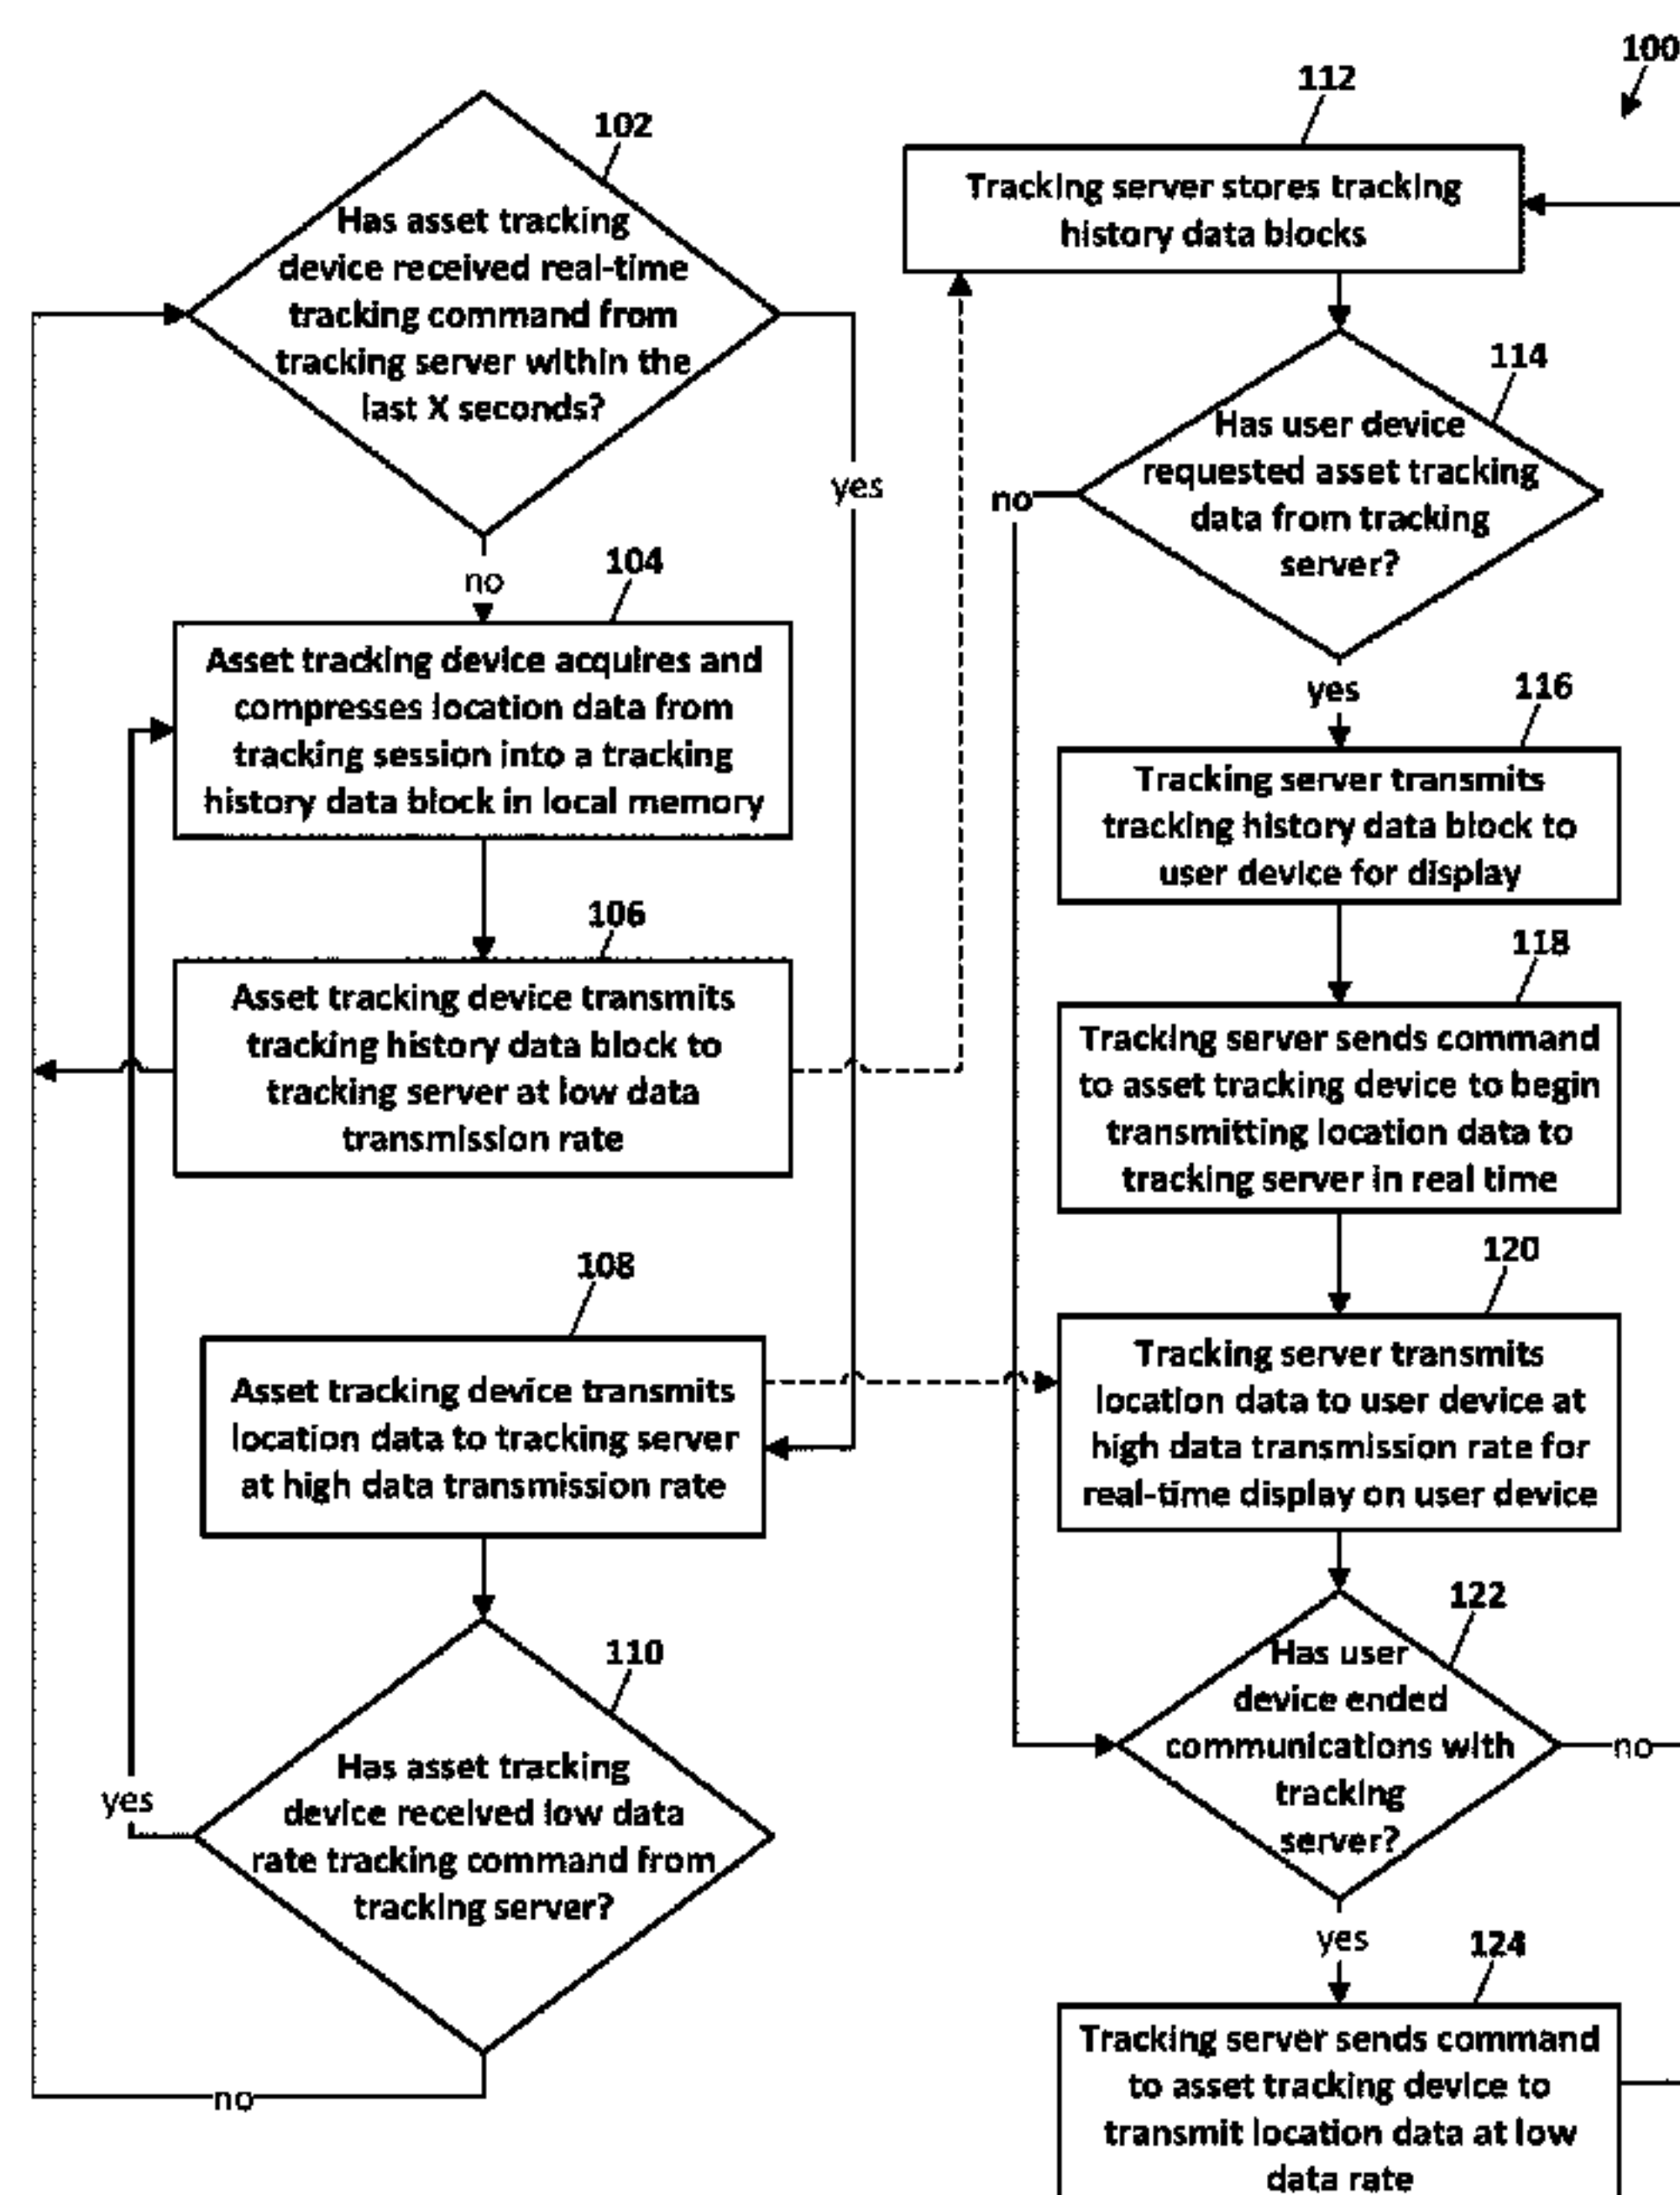 100
102
Has asset tracking
device received real-time
tracking command from
tracking server within the
last X seconds?
yes
no
104
Asset tracking device acquires and
compresses location data from
tracking session into a tracking
history data block in local memory
106
Asset tracking device transmits
tracking history data block to
tracking server at low data
transmission rate
108
Asset tracking device transmits
location data to tracking server
at high data transmission rate
110
Has asset tracking
device received low data
rate tracking command from
tracking server?
yes
no
112
Tracking server stores tracking
history data blocks
114
Has user device
requested asset tracking
data from tracking
server?
no
yes
116
Tracking server transmits
tracking history data block to
user device for display
118
Tracking server sends command
to asset tracking device to begin
transmitting location data to
tracking server in real time
120
Tracking server transmits
location data to user device at
high data transmission rate for
real-time display on user device
122
Has user
device ended
communications with
tracking
server?
no
yes
124
Tracking server sends command
to asset tracking device to
transmit location data at low
data rate